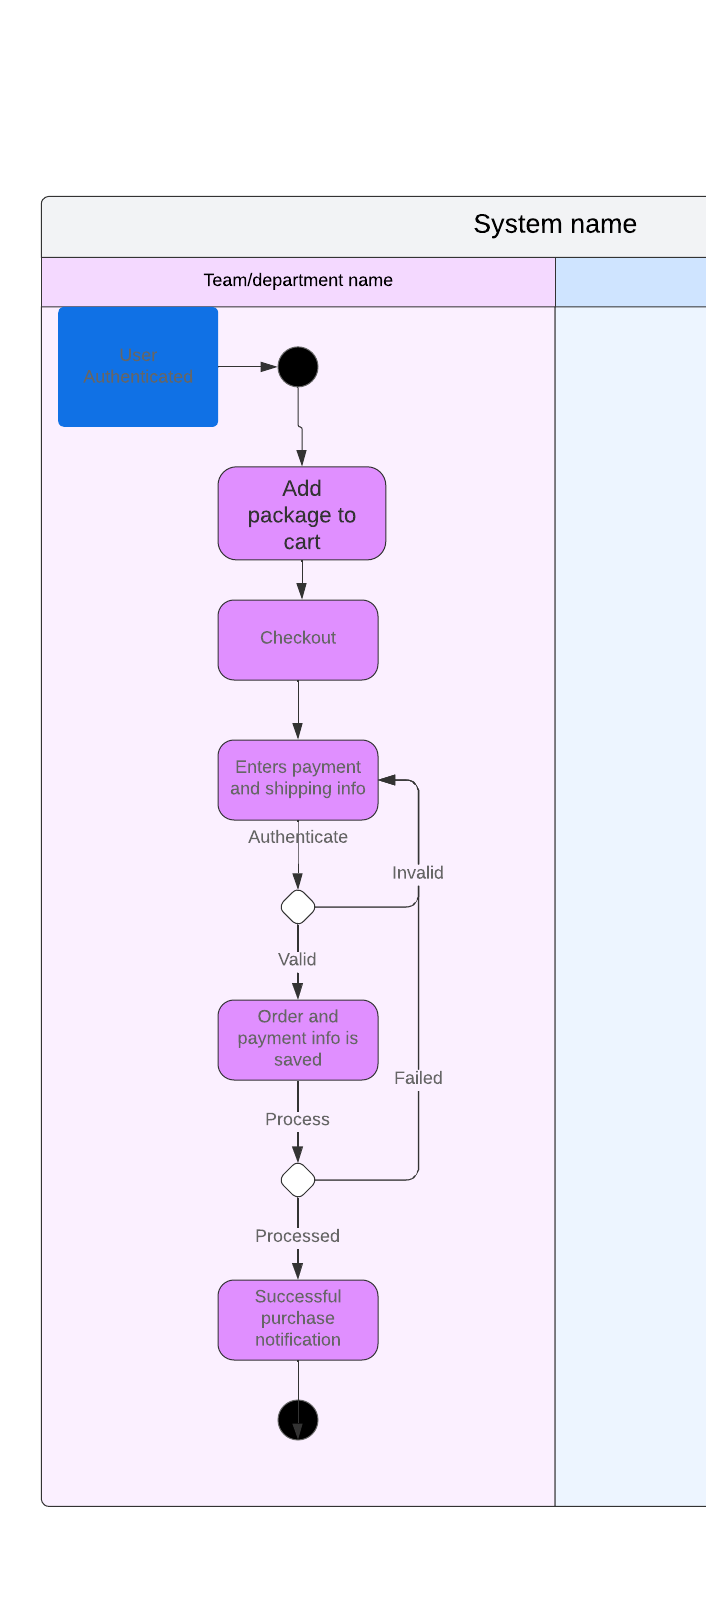 System name
Team/department name
User
Authenticated
Add
package to
cart
Checkout
Enters payment
and shipping info
Authenticate
Invalid
Valid
Order and
payment info is
saved
Failed
Process
Processed
Successful
purchase
notification